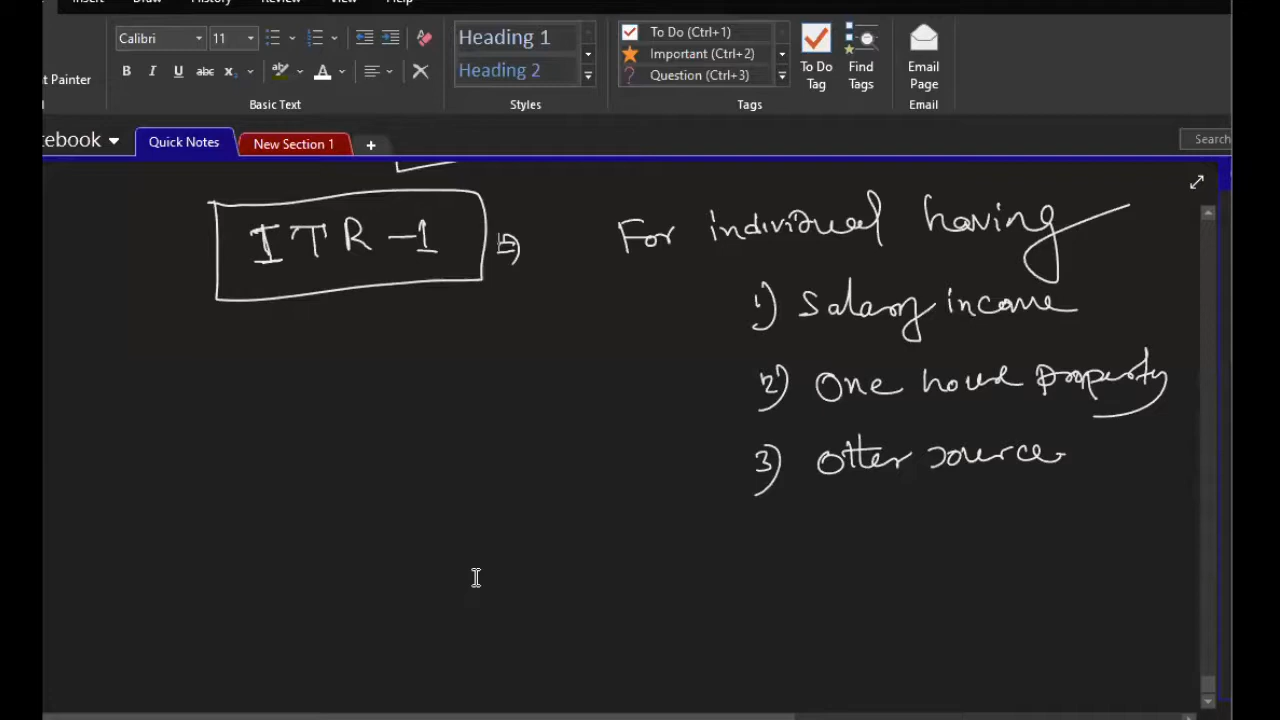 Insert Draw History Review View Help
Calibri 11 Heading 1 To Do (Ctrl+1)
Important (Ctrl+2)
Heading 2 Question (Ctrl+3)
To Do Tag
Find Tags
Email Page
nt Painter
B I U abc x A
Basic Text Styles Tags Email
tebook Quick Notes New Section 1 + Search
ITR-1 ⇒ For individual having
1) Salary income
2) One house property
3) Other source